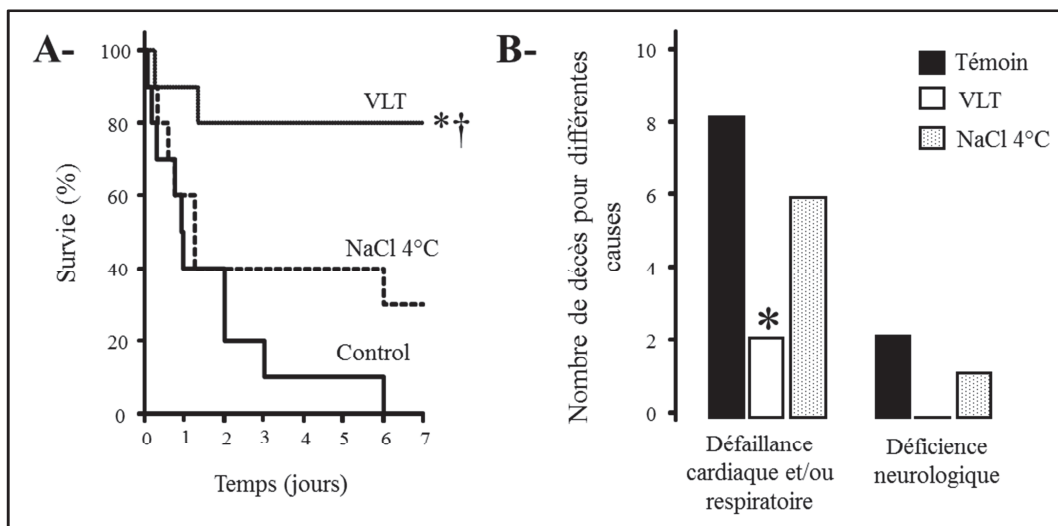 A-
Survie (%)
100
80
60
40
20
0
VLT
*†
NaCl 4°C
Control
0 1 2 3 4 5 6 7
Temps (jours)
B-
Nombre de décès pour différentes
causes
10
8
6
4
2
0
Témoin
VLT
NaCl 4°C
*
Défaillance
cardiaque et/ou
respiratoire
Déficience
neurologique